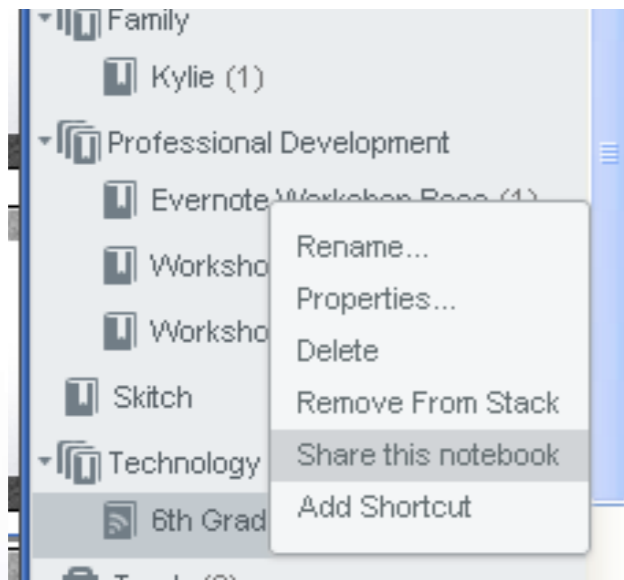 Family
Kylie (1)
Professional Development
Evernote Workshop
Worksho
Worksho
Skitch
Technology
6th Grad
Rename...
Properties...
Delete
Remove From Stack
Share this notebook
Add Shortcut